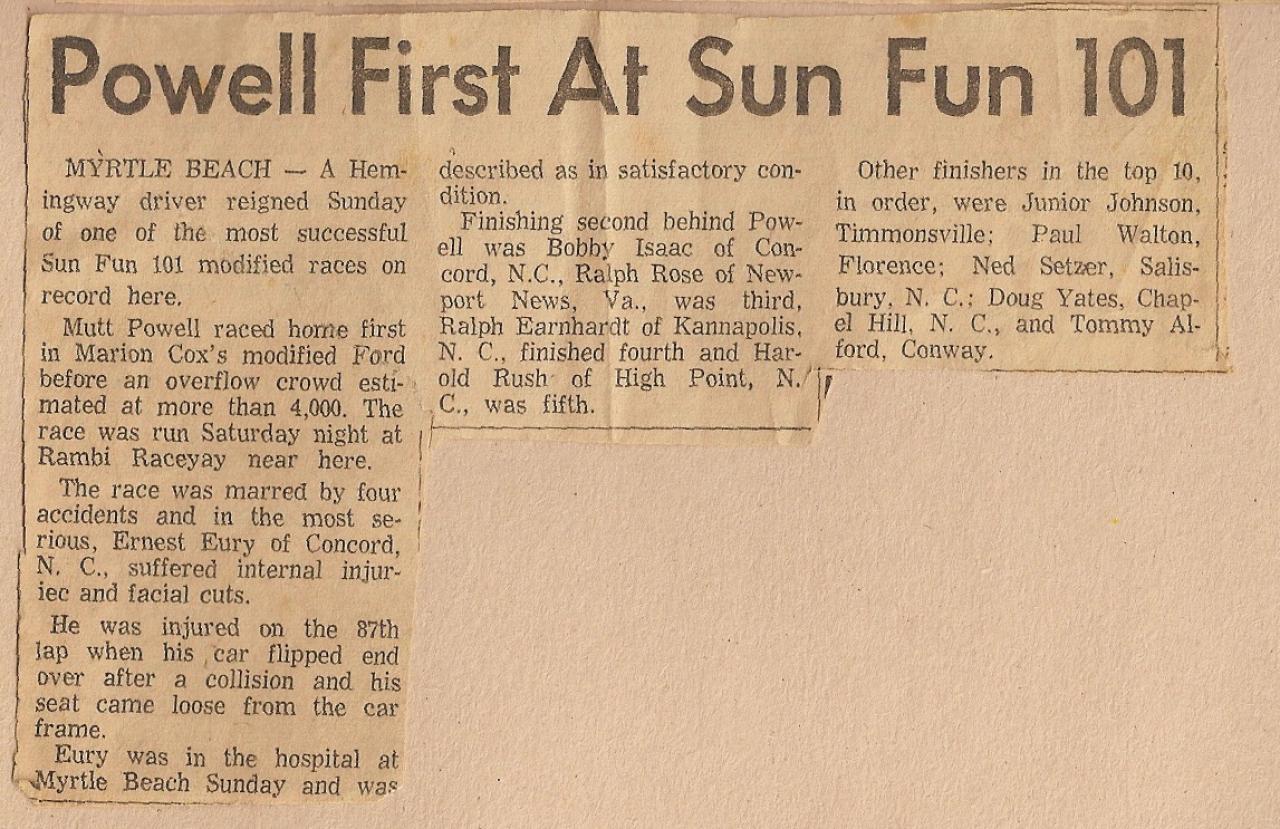 Powell First At Sun Fun 101
MYRTLE BEACH — A Hem-
ingway driver reigned Sunday
of one of the most successful
Sun Fun 101 modified races on
record here.
Mutt Powell raced home first
in Marion Cox's modified Ford
before an overflow crowd esti-
mated at more than 4,000. The
race was run Saturday night at
Rambi Raceyay near here.
The race was marred by four
accidents and in the most se-
rious, Ernest Eury of Concord,
N. C., suffered internal injur-
iec and facial cuts.
He was injured on the 87th
lap when his car flipped end
over after a collision and his
seat came loose from the car
frame.
Eury was in the hospital at
Myrtle Beach Sunday and was
described as in satisfactory con-
dition.
Finishing second behind Pow-
ell was Bobby Isaac of Con-
cord, N.C., Ralph Rose of New-
port News, Va., was third,
Ralph Earnhardt of Kannapolis,
N. C., finished fourth and Har-
old Rush of High Point, N.
C., was fifth.
Other finishers in the top 10,
in order, were Junior Johnson,
Timmonsville; Paul Walton,
Florence; Ned Setzer, Salis-
bury, N. C.; Doug Yates, Chap-
el Hill, N. C., and Tommy Al-
ford, Conway.